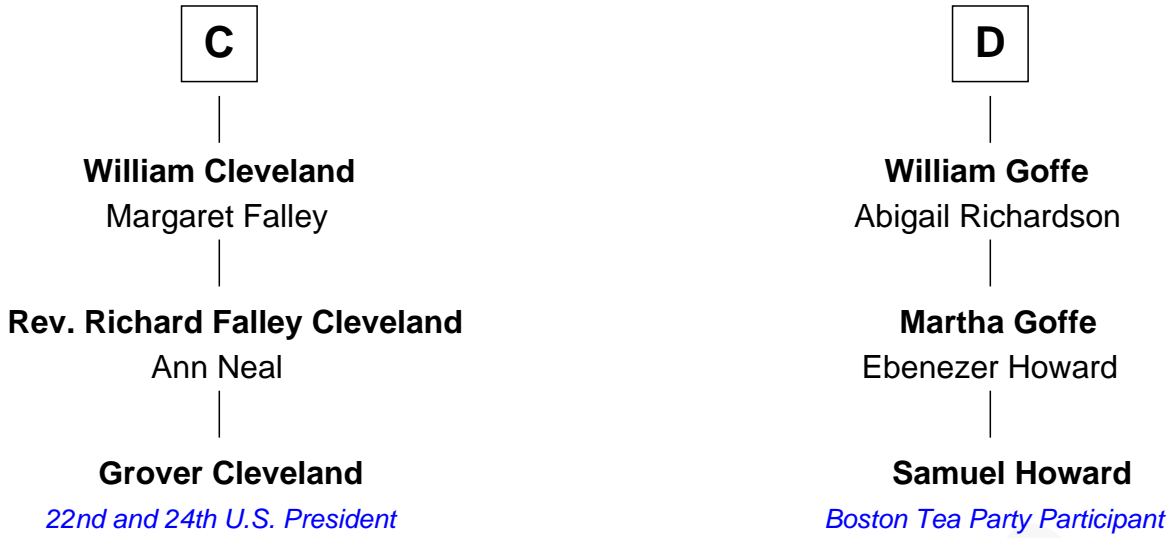 C
William Cleveland
Margaret Falley
Rev. Richard Falley Cleveland
Ann Neal
Grover Cleveland
22nd and 24th U.S. President
D
William Goffe
Abigail Richardson
Martha Goffe
Ebenezer Howard
Samuel Howard
Boston Tea Party Participant